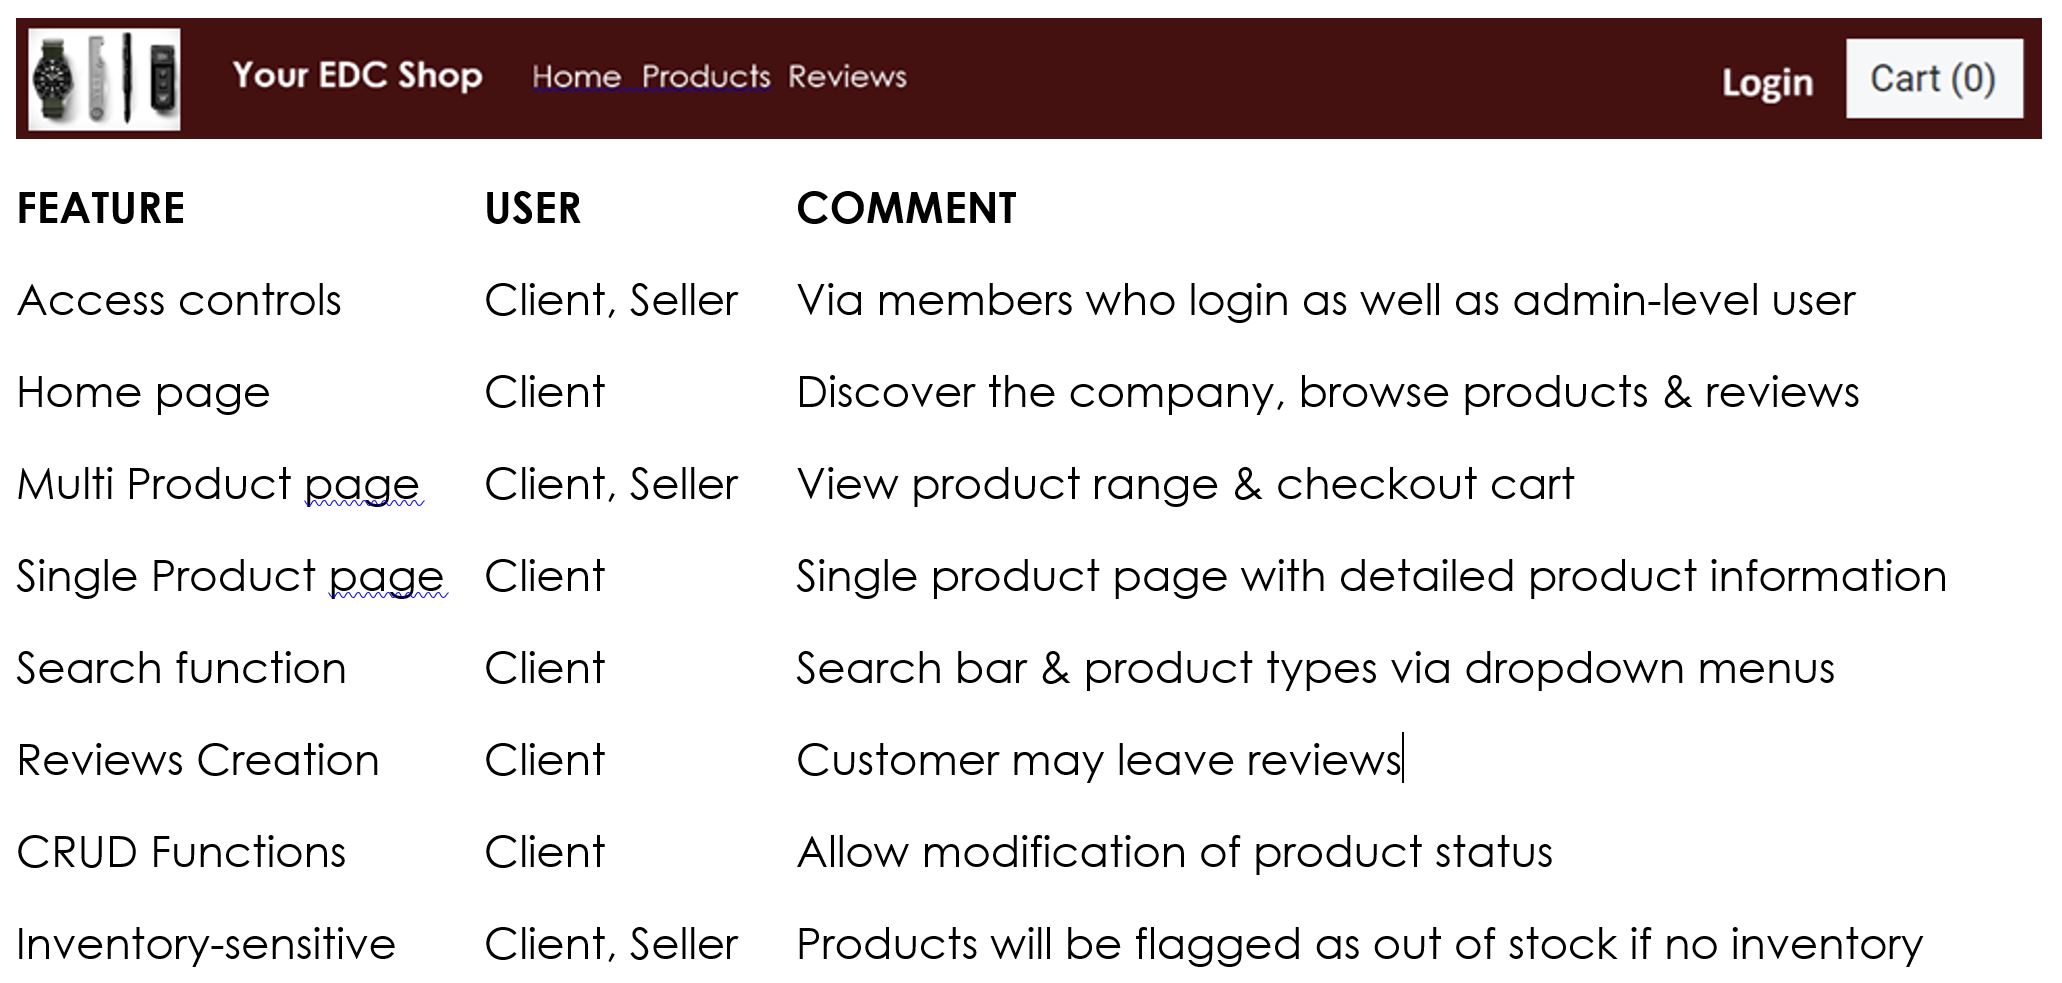 Your EDC Shop Home Products Reviews Login Cart (0)
FEATURE USER COMMENT
Access controls Client, Seller Via members who login as well as admin-level user
Home page Client Discover the company, browse products & reviews
Multi Product page Client, Seller View product range & checkout cart
Single Product page Client Single product page with detailed product information
Search function Client Search bar & product types via dropdown menus
Reviews Creation Client Customer may leave reviews
CRUD Functions Client Allow modification of product status
Inventory-sensitive Client, Seller Products will be flagged as out of stock if no inventory